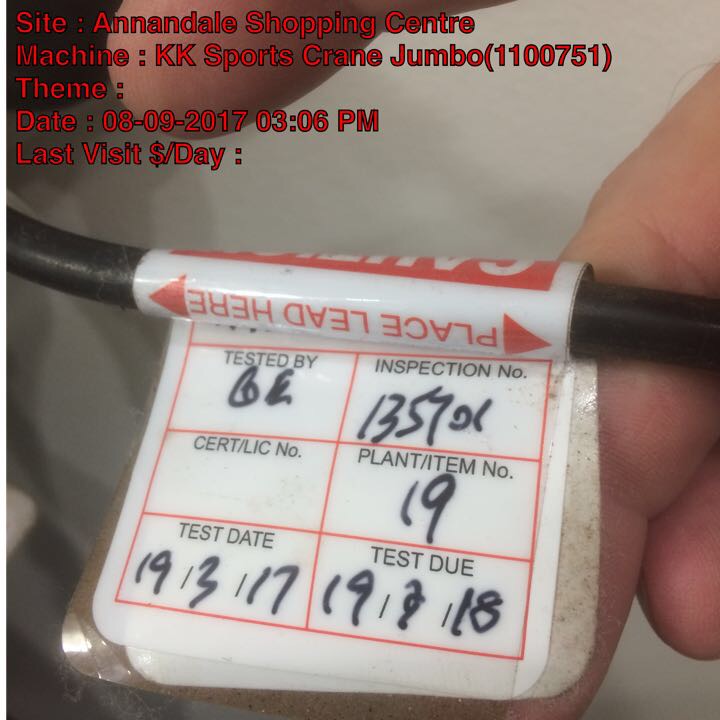 Site : Annandale Shopping Centre
Machine : KK Sports Crane Jumbo(1100751)
Theme :
Date : 08-09-2017 03:06 PM
Last Visit $/Day :
PLACE LEAD HERE
TESTED BY
INSPECTION No.
CERT/LIC No.
PLANT/ITEM No.
19
TEST DATE
TEST DUE
19/3/17